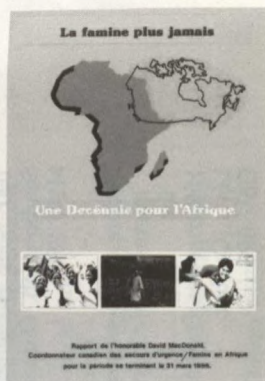 La famine plus jamais
Une Decénnie pour l'Afrique
Rapport de l'honorable David MacDonald,
Coordonnateur canadien des secours d'urgence/Famine en Afrique
pour la période se terminant le 31 mars 1986.